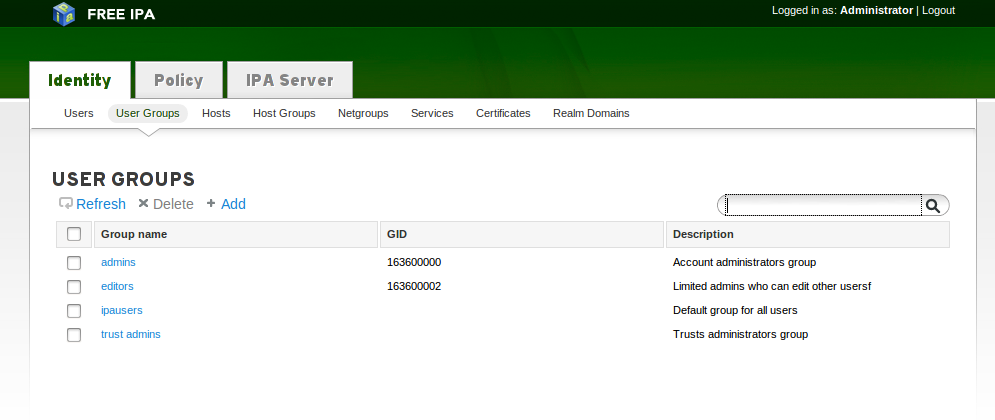 FREE IPA
Logged in as: Administrator | Logout
Identity Policy IPA Server
Users User Groups Hosts Host Groups Netgroups Services Certificates Realm Domains
USER GROUPS
Refresh Delete Add
Group name GID Description
admins 163600000 Account administrators group
editors 163600002 Limited admins who can edit other usersf
ipausers Default group for all users
trust admins Trusts administrators group